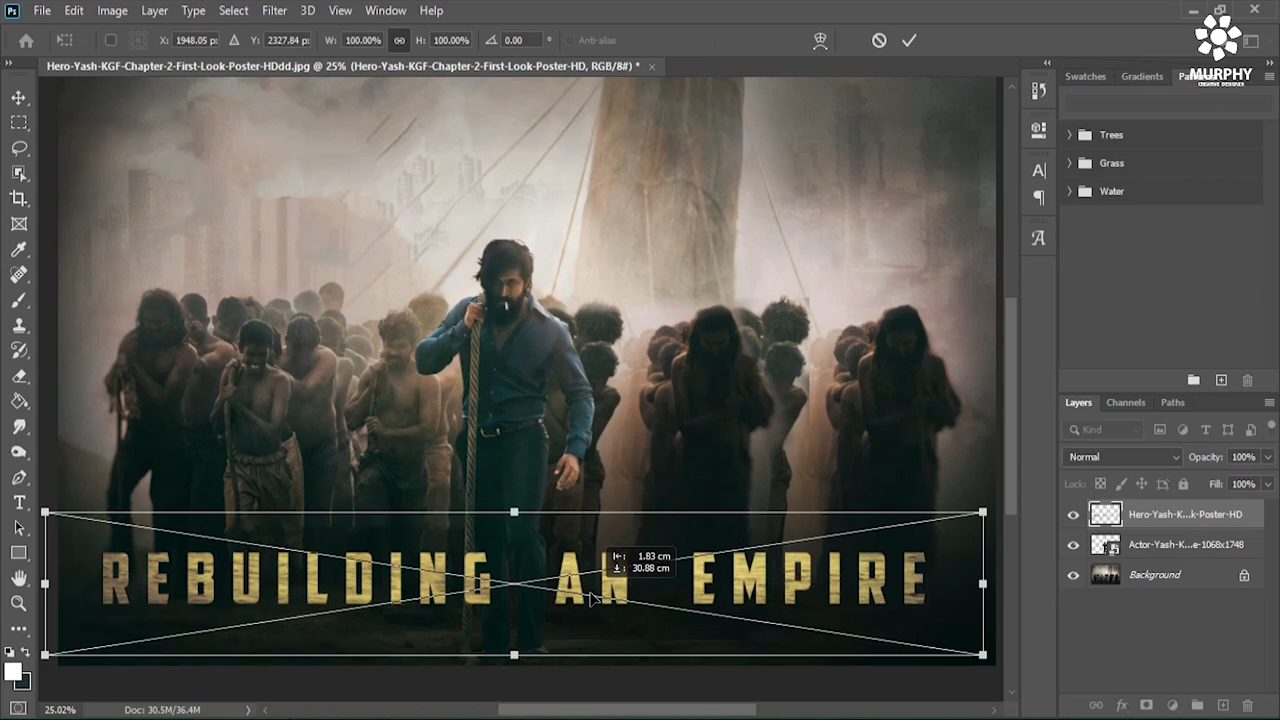 Ps File Edit Image Layer Type Select Filter 3D View Window Help
X: 1948.05 p: Y: 2327.84 p: W: 100.00% H: 100.00% 0.00 ° Anti-alias
Hero-Yash-KGF-Chapter-2-First-Look-Poster-HDdd.jpg @ 25% (Hero-Yash-KGF-Chapter-2-First-Look-Poster-HD, RGB/8#) *
MURPHY
CREATIVE DESIGNER
Swatches Gradients
Trees
Grass
Water
REBUILDING AN EMPIRE
1.83 cm
30.88 cm
Layers Channels Paths
Kind
Normal Opacity: 100%
Lock: Fill: 100%
Hero-Yash-K...k-Poster-HD
Actor-Yash-K...e-1068x1748
Background
25.02% Doc: 30.5M/36.4M